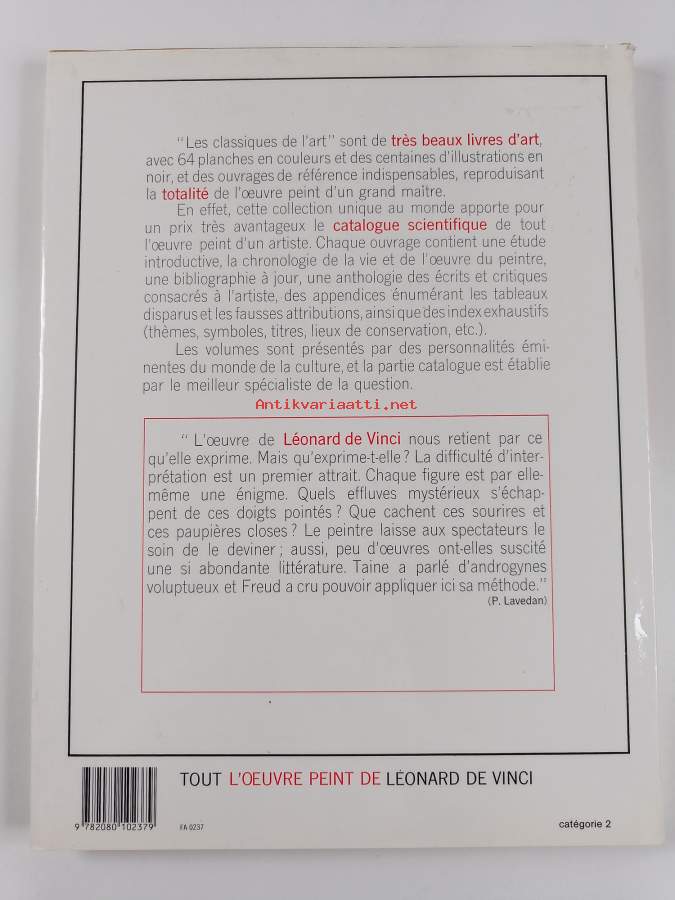 “Les classiques de l'art” sont de très beaux livres d'art,
avec 64 planches en couleurs et des centaines d'illustrations en
noir, et des ouvrages de référence indispensables, reproduisant
la totalité de l'œuvre peint d'un grand maître.
En effet, cette collection unique au monde apporte pour
un prix très avantageux le catalogue scientifique de tout
l'œuvre peint d'un artiste. Chaque ouvrage contient une étude
introductive, la chronologie de la vie et de l'œuvre du peintre,
une bibliographie à jour, une anthologie des écrits et critiques
consacrés à l'artiste, des appendices énumérant les tableaux
disparus et les fausses attributions, ainsi que des index exhaustifs
(thèmes, symboles, titres, lieux de conservation, etc.).
Les volumes sont présentés par des personnalités émi-
nentes du monde de la culture, et la partie catalogue est établie
par le meilleur spécialiste de la question.
Antikvariaatti.net
“L'œuvre de Léonard de Vinci nous retient par ce
qu'elle exprime. Mais qu'exprime-t-elle ? La difficulté d'inter-
prétation est un premier attrait. Chaque figure est par elle-
même une énigme. Quels effluves mystérieux s'échap-
pent de ces doigts pointés ? Que cachent ces sourires et
ces paupières closes ? Le peintre laisse aux spectateurs le
soin de le deviner ; aussi, peu d'œuvres ont-elles suscité
une si abondante littérature. Taine a parlé d'androgynes
voluptueux et Freud a cru pouvoir appliquer ici sa méthode.”
(P. Lavedan)
TOUT L'OEUVRE PEINT DE LÉONARD DE VINCI
9 782080 102379
FA 0237
catégorie 2